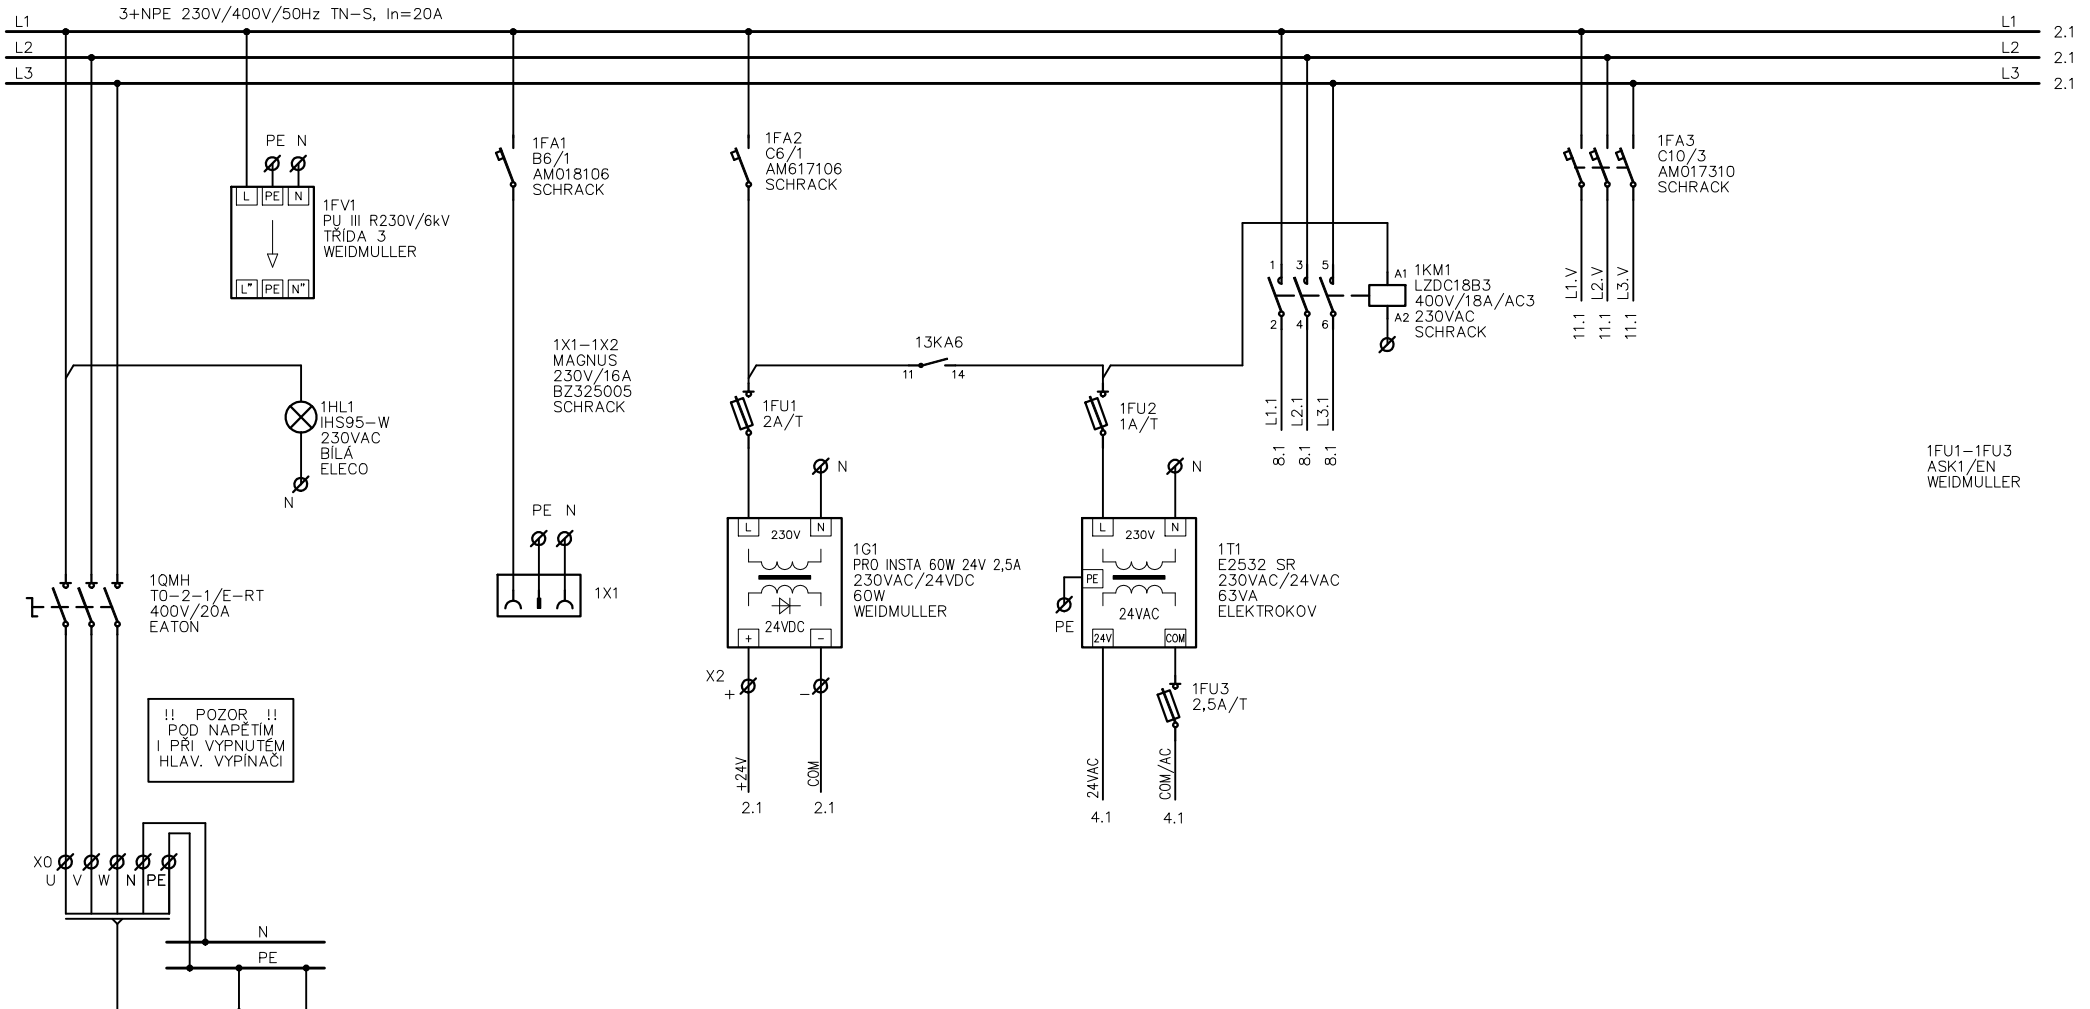 3+NPE 230V/400V/50Hz TN-S, In=20A
L1
L1
2.1
L2
L2
2.1
L3
L3
2.1
PE N
L PE N
1FV1
PU III R230V/6kV
TŘÍDA 3
WEIDMULLER
L" PE N"
1FA1
B6/1
AM018106
SCHRACK
1FA2
C6/1
AM617106
SCHRACK
1FA3
C10/3
AM017310
SCHRACK
L1.V
L2.V
L3.V
11.1
11.1
11.1
1 3 5
2 4 6
A1
A2
1KM1
LZDC18B3
400V/18A/AC3
230VAC
SCHRACK
L1.1
L2.1
L3.1
8.1
8.1
8.1
1X1-1X2
MAGNUS
230V/16A
BZ325005
SCHRACK
13KA6
11 14
1HL1
IHS95-W
230VAC
BÍLÁ
ELECO
N
1FU1
2A/T
1FU2
1A/T
1FU1-1FU3
ASK1/EN
WEIDMULLER
PE N
1X1
N
L 230V N
24VDC
+ -
1G1
PRO INSTA 60W 24V 2,5A
230VAC/24VDC
60W
WEIDMULLER
X2
+ -
+24V
COM
2.1
2.1
N
L 230V N
PE
24VAC
24V COM
PE
1T1
E2532 SR
230VAC/24VAC
63VA
ELEKTROKOV
1FU3
2,5A/T
24VAC
COM/AC
4.1
4.1
1QMH
T0-2-1/E-RT
400V/20A
EATON
!! POZOR !!
POD NAPĚTÍM
I PŘI VYPNUTÉM
HLAV. VYPÍNAČI
X0
U V W N PE
N
PE